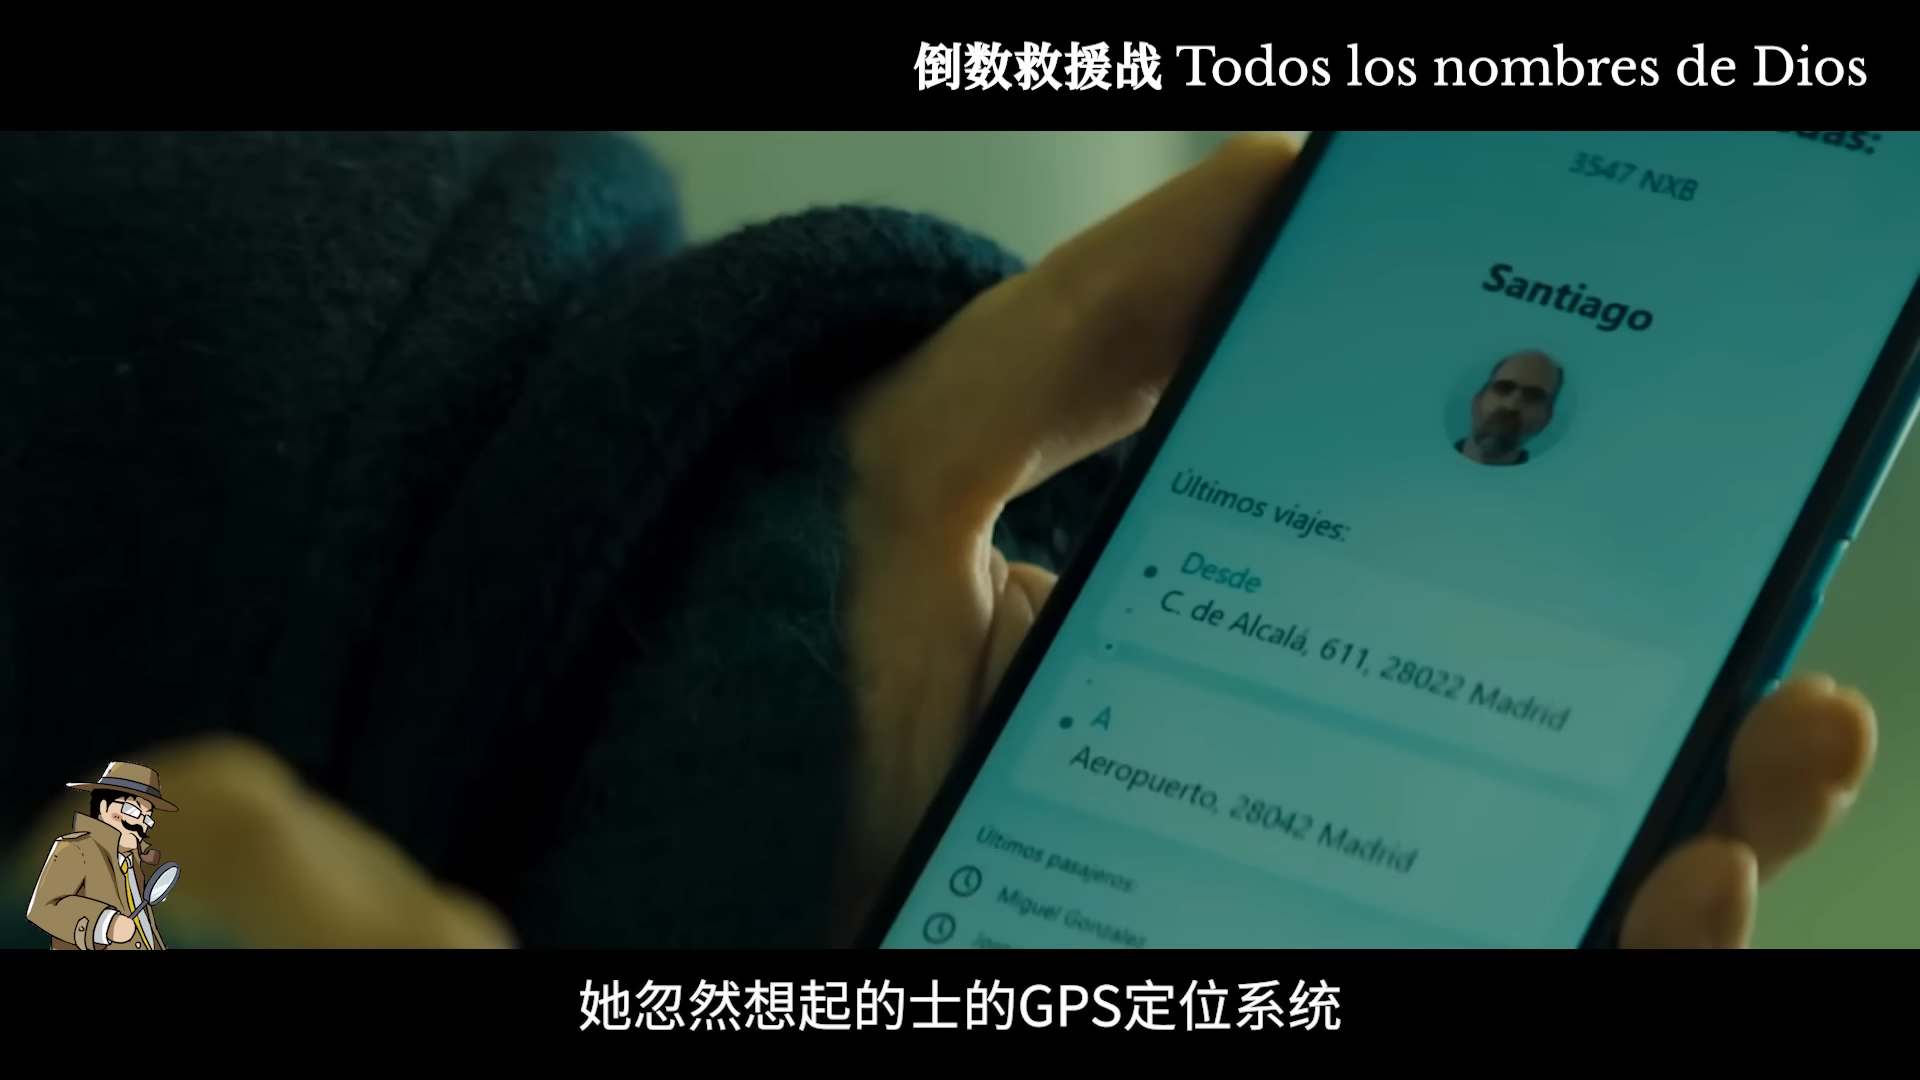 倒数救援战 Todos los nombres de Dios
3547 NXB
Santiago
Últimos viajes:
Desde
C. de Alcalá, 611, 28022 Madrid
A
Aeropuerto, 28042 Madrid
Últimos pasajeros:
Miguel Gonzalez
她忽然想起的士的GPS定位系统